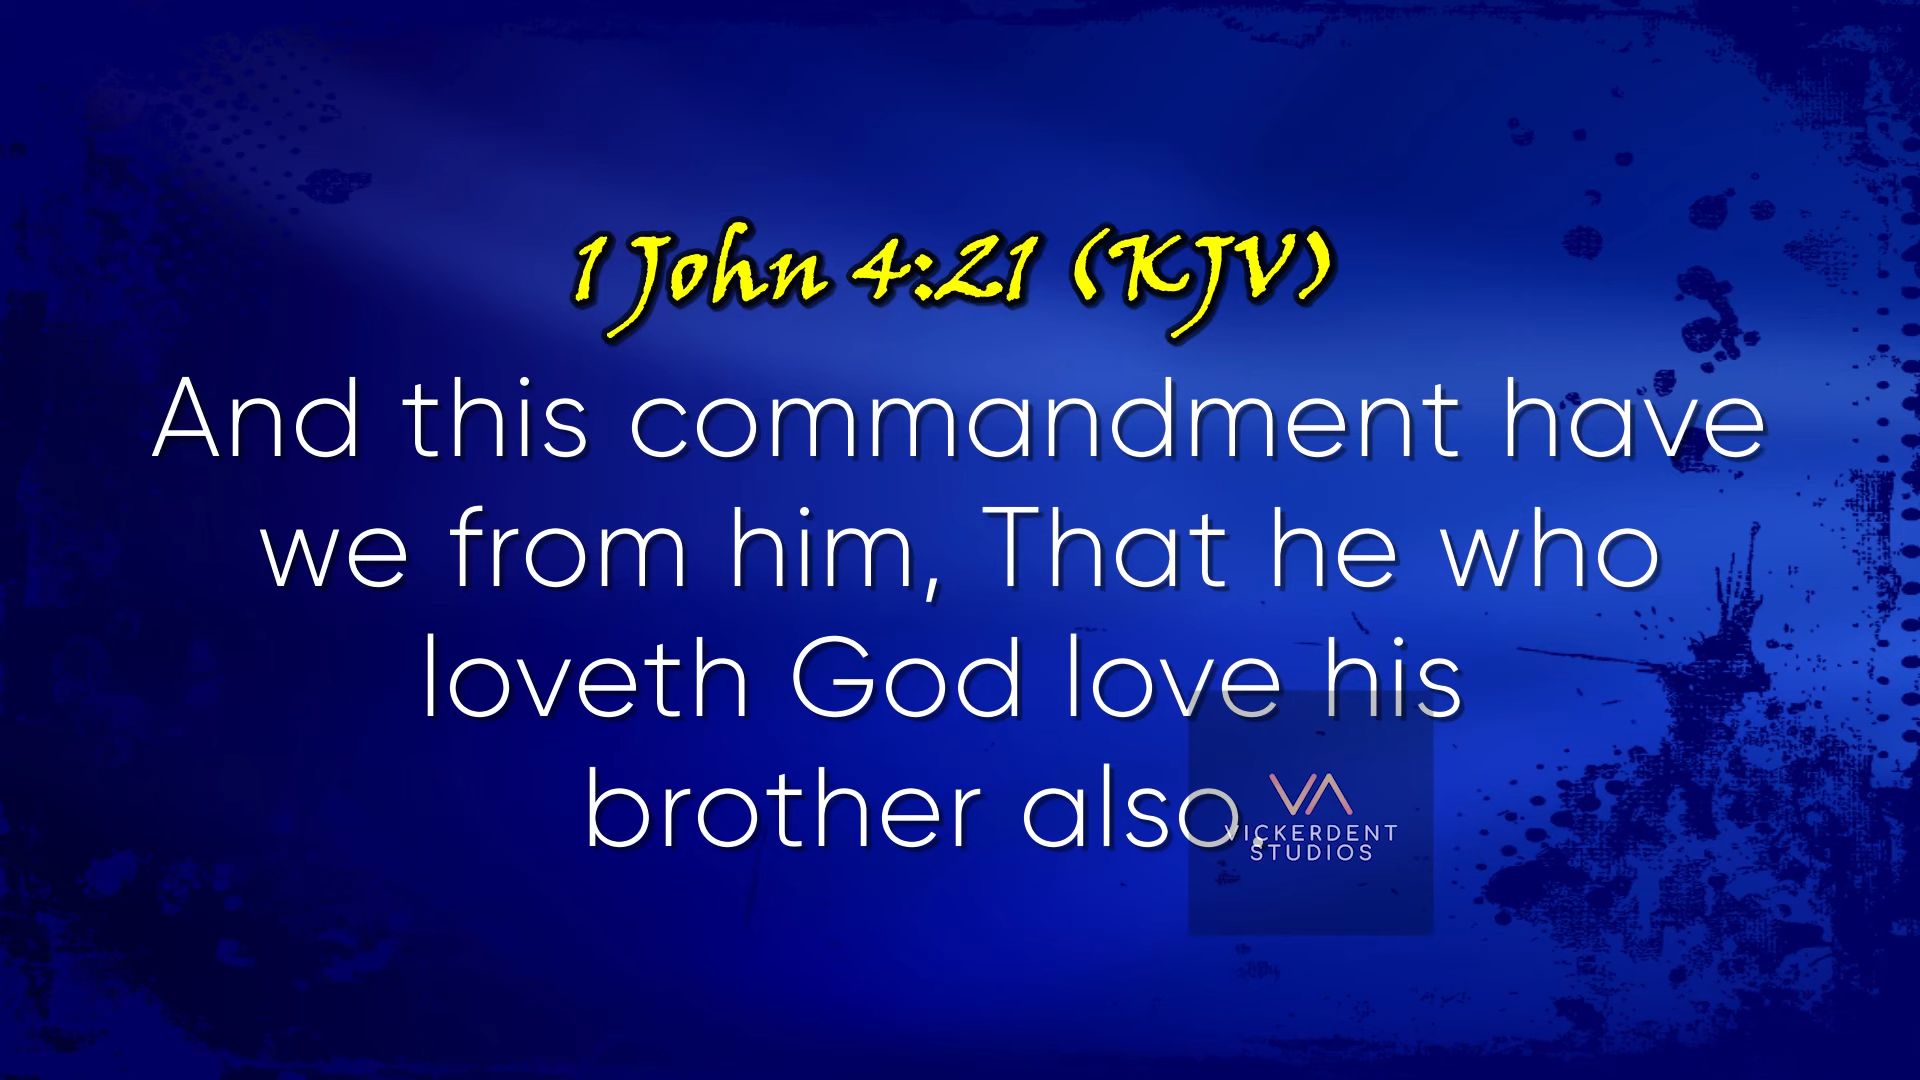 1 John 4:21 (KJV)
And this commandment have
we from him, That he who
loveth God love his
brother also.
VICKERDENT
STUDIOS